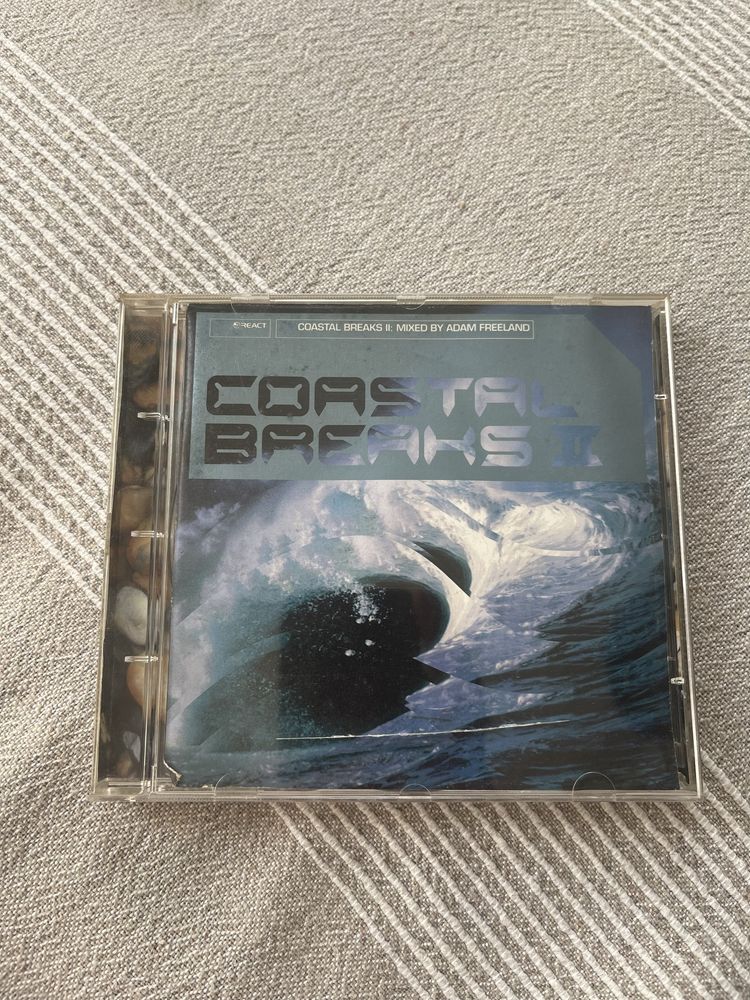 REACT
COASTAL BREAKS II: MIXED BY ADAM FREELAND
COASTAL
BREAKS II